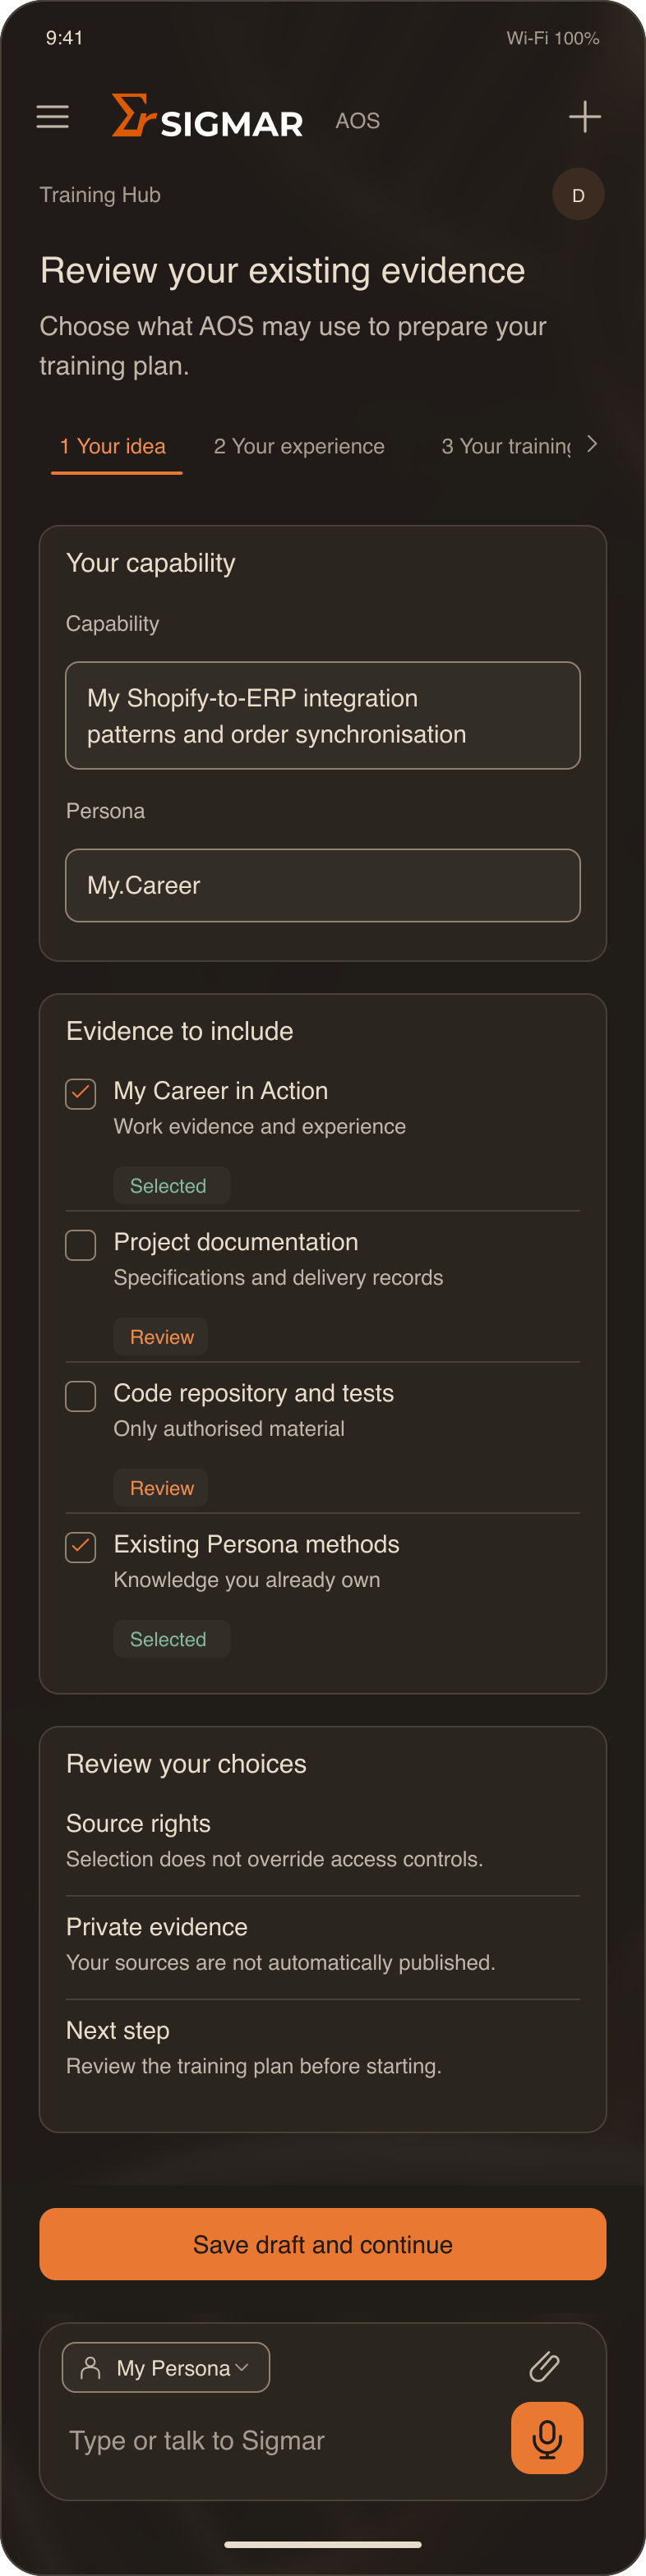 9:41
Wi-Fi 100%
SIGMAR
AOS
Training Hub
D
Review your existing evidence
Choose what AOS may use to prepare your
training plan.
1 Your idea
2 Your experience
3 Your training
Your capability
Capability
My Shopify-to-ERP integration
patterns and order synchronisation
Persona
My.Career
Evidence to include
My Career in Action
Work evidence and experience
Selected
Project documentation
Specifications and delivery records
Review
Code repository and tests
Only authorised material
Review
Existing Persona methods
Knowledge you already own
Selected
Review your choices
Source rights
Selection does not override access controls.
Private evidence
Your sources are not automatically published.
Next step
Review the training plan before starting.
Save draft and continue
My Persona
Type or talk to Sigmar